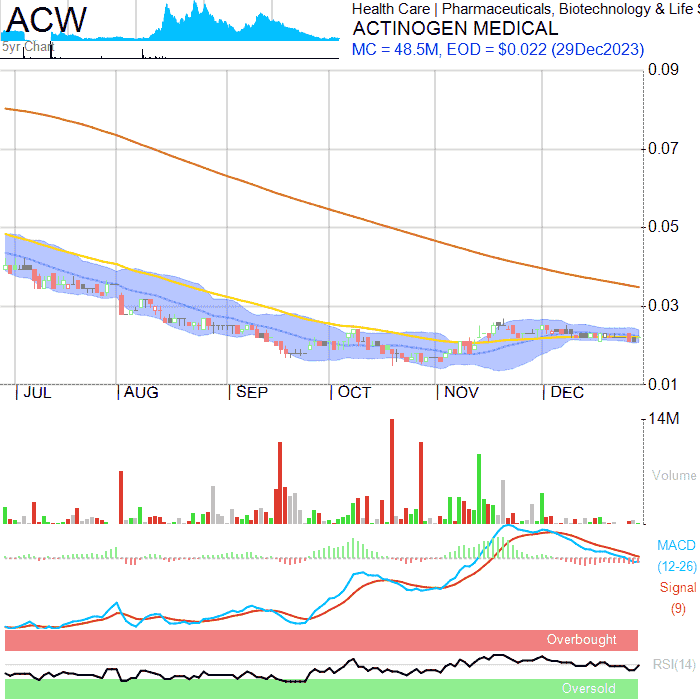 ACW
5yr Chart
Health Care | Pharmaceuticals, Biotechnology & Life S
ACTINOGEN MEDICAL
MC = 48.5M, EOD = $0.022 (29Dec2023)
0.09
0.07
0.05
0.03
0.01
| JUL | AUG | SEP | OCT | NOV | DEC
14M
Volume
MACD
(12-26)
Signal
(9)
Overbought
RSI(14)
Oversold